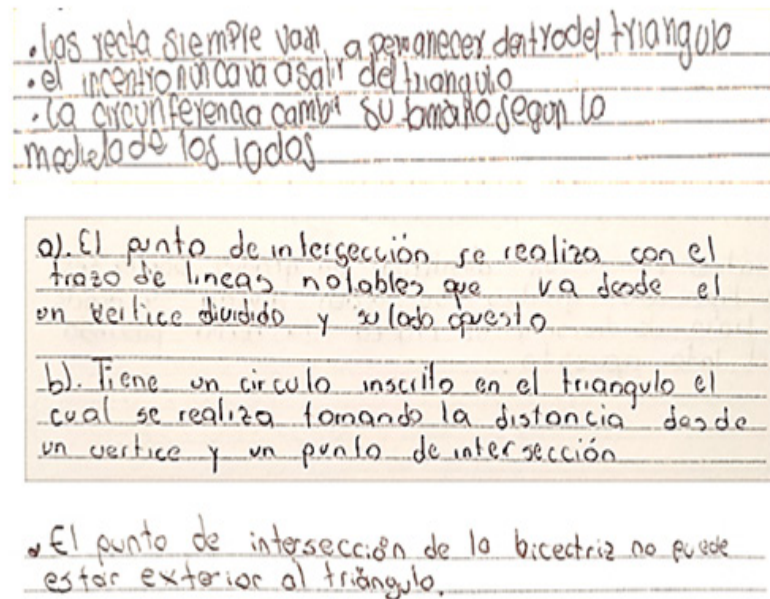 . las recta siempre van a permanecer dentro del triangulo
. el incentro nunca va a salir del triangulo
. la circunferencia cambia su tamaño segun la
medida de los lados
a). El punto de intersección se realiza con el
trazo de lineas notables que va desde el
un vertice dividido y su lado opuesto
b). Tiene un circulo inscrito en el triangulo el
cual se realiza tomando la distancia desde
un vertice y un punto de intersección
. El punto de intersección de la bicectriz no puede
estar exterior al triángulo.